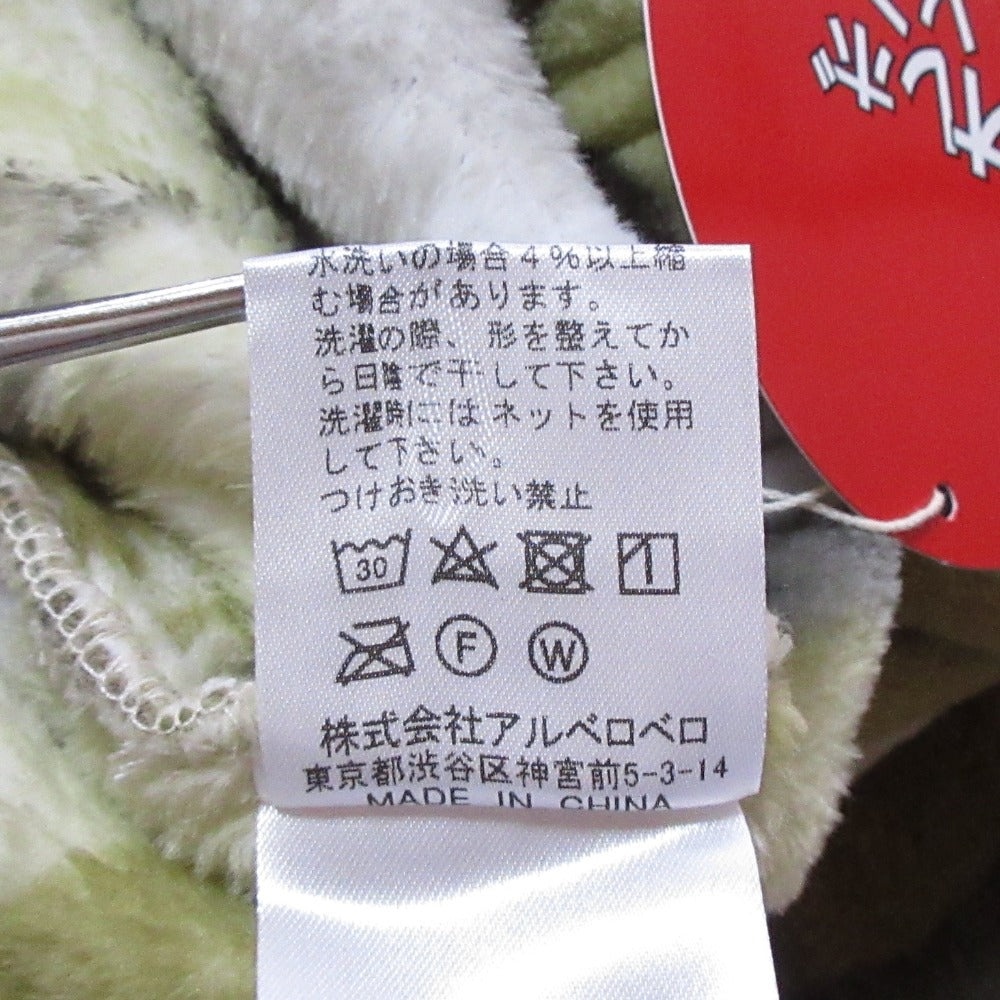 水洗いの場合4%以上縮
む場合があります。
洗濯の際、形を整えてか
ら日陰で干して下さい。
洗濯時にはネットを使用
して下さい。
つけおき洗い禁止
30
F W
株式会社アルベロベロ
東京都渋谷区神宮前5-3-14
MADE IN CHINA